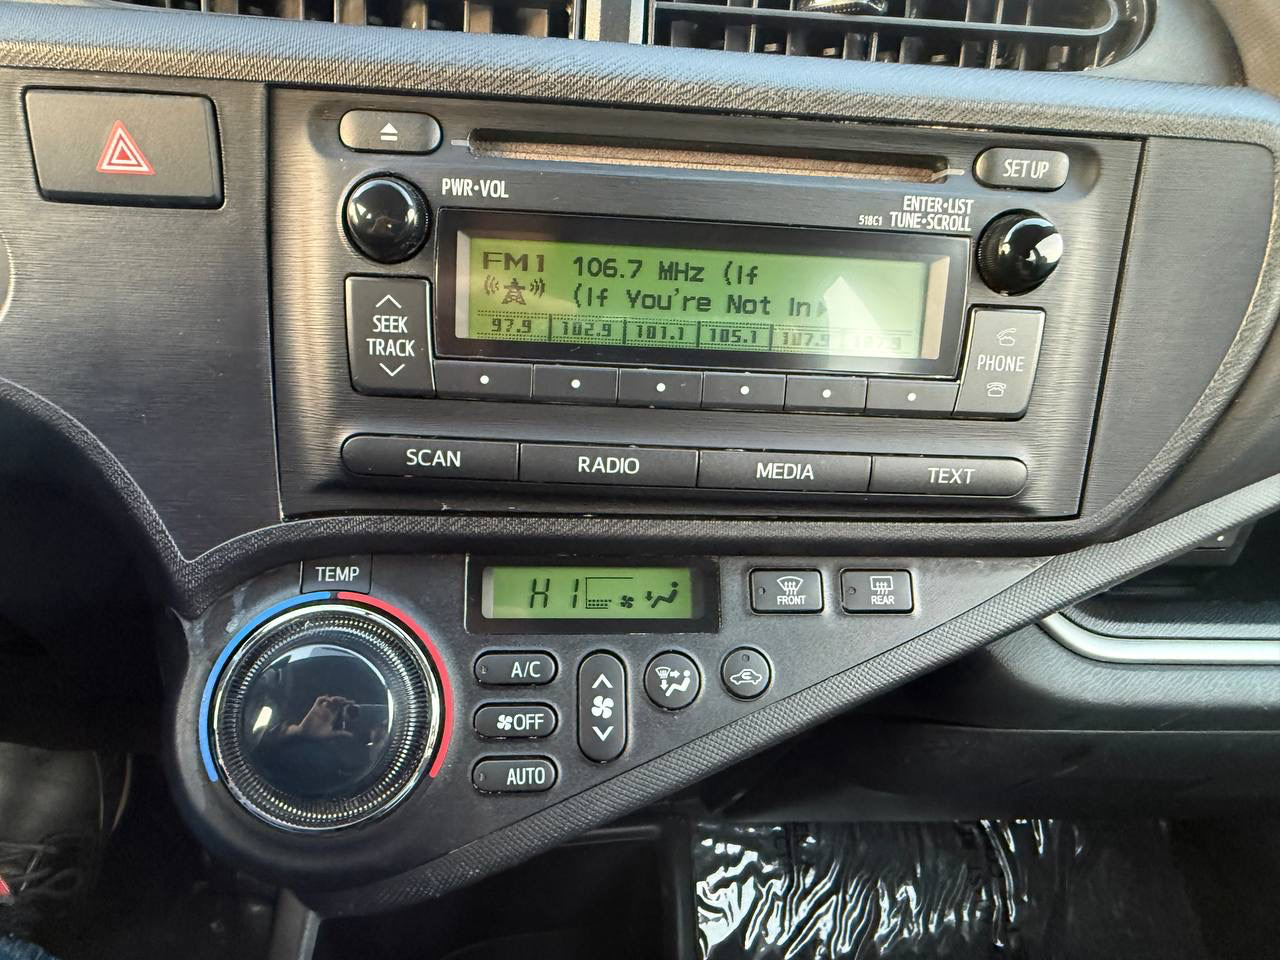 SET UP
PWR•VOL
ENTER•LIST
518C1 TUNE•SCROLL
FM1 106.7 MHz (If
(If You're Not In
97.9 102.9 101.1 105.1 107.9
SEEK
TRACK
PHONE
SCAN RADIO MEDIA TEXT
TEMP
HI
FRONT
REAR
A/C
OFF
AUTO